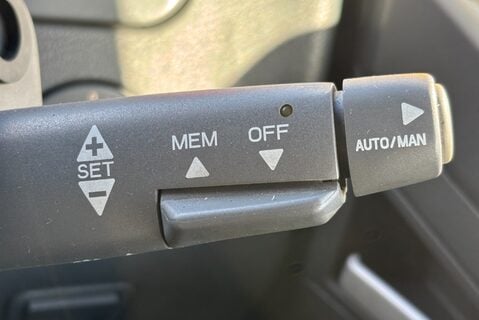 +
SET
−
MEM
OFF
AUTO/MAN